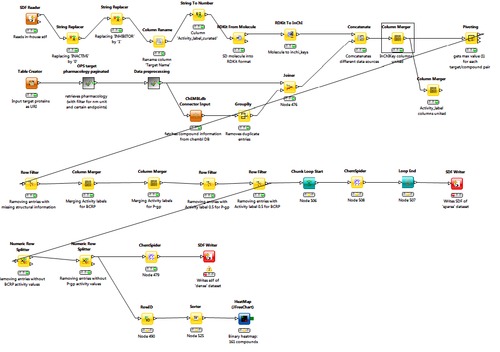 SDF Reader
Reads in-house sdf
String Replacer
Replacing 'INACTIVE' by '0'
String Replacer
Replacing 'INHIBITOR' by '1'
Column Rename
Rename column
Target Name
String To Number
Column
'Activity_label_curated'
RDKit From Molecule
SD molecule into
RDKit format
RDKit To InChI
Molecule to inchi_keys
Concatenate
Concatenates
different data sources
Column Merger
InChIKey columns
united
Pivoting
(gets max value (1) for
each target/compound pair
Table Creator
Input target proteins
as URI
OPS target
pharmacology paginated
retrieves pharmacology
(with filter for nm unit
and certain endpoints)
Data preprocessing
ChEMBLdb
Connector Input
fetches compound information
from chembl DB
GroupBy
Removes duplicate
entries
Joiner
Node 476
Column Merger
Activity_label
columns united
Row Filter
Removing entries with
missing structural information
Column Merger
Merging Activity labels
for BCRP
Column Merger
Merging Activity labels
for P-gp
Row Filter
Removing entries with
Activity label 0.5 for P-gp
Row Filter
Removing entries with
Activity label 0.5 for BCRP
Chunk Loop Start
Node 506
ChemSpider
Node 508
Loop End
Node 507
SDF Writer
Writes SDF of
'sparse' dataset
Numeric Row
Splitter
Removing entries without
BCRP activity values
Numeric Row
Splitter
Removing entries without
P-gp activity values
ChemSpider
Node 479
SDF Writer
Writes sdf of
'dense' dataset
RowID
Node 490
Sorter
Node 525
HeatMap
(JFreeChart)
Binary heatmap: